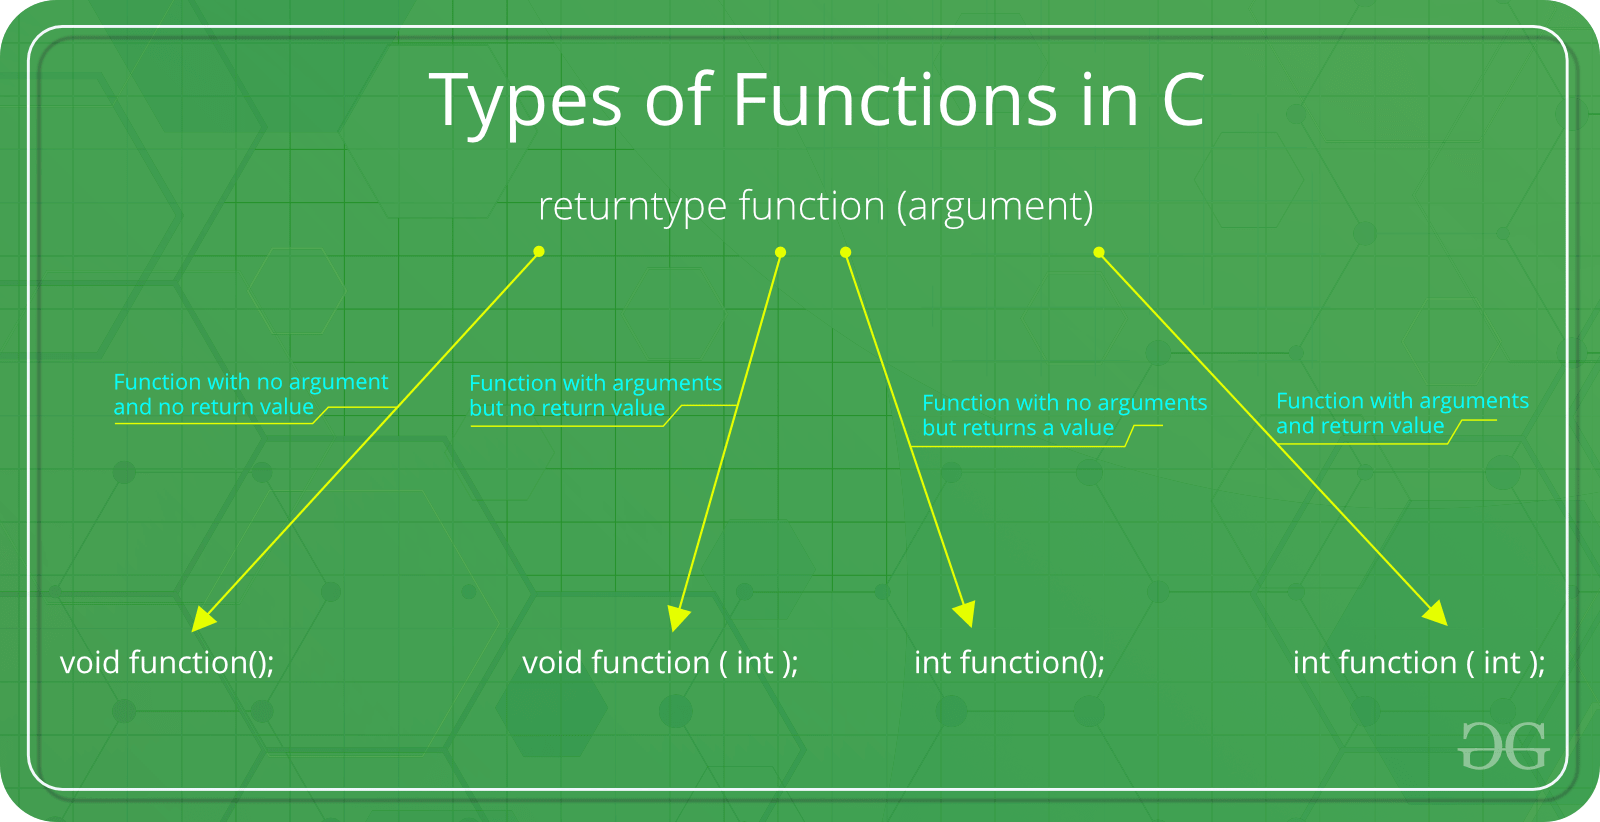 Types of Functions in C
returntype function (argument)
Function with no argument
and no return value
Function with arguments
but no return value
Function with no arguments
but returns a value
Function with arguments
and return value
void function();
void function ( int );
int function();
int function ( int );